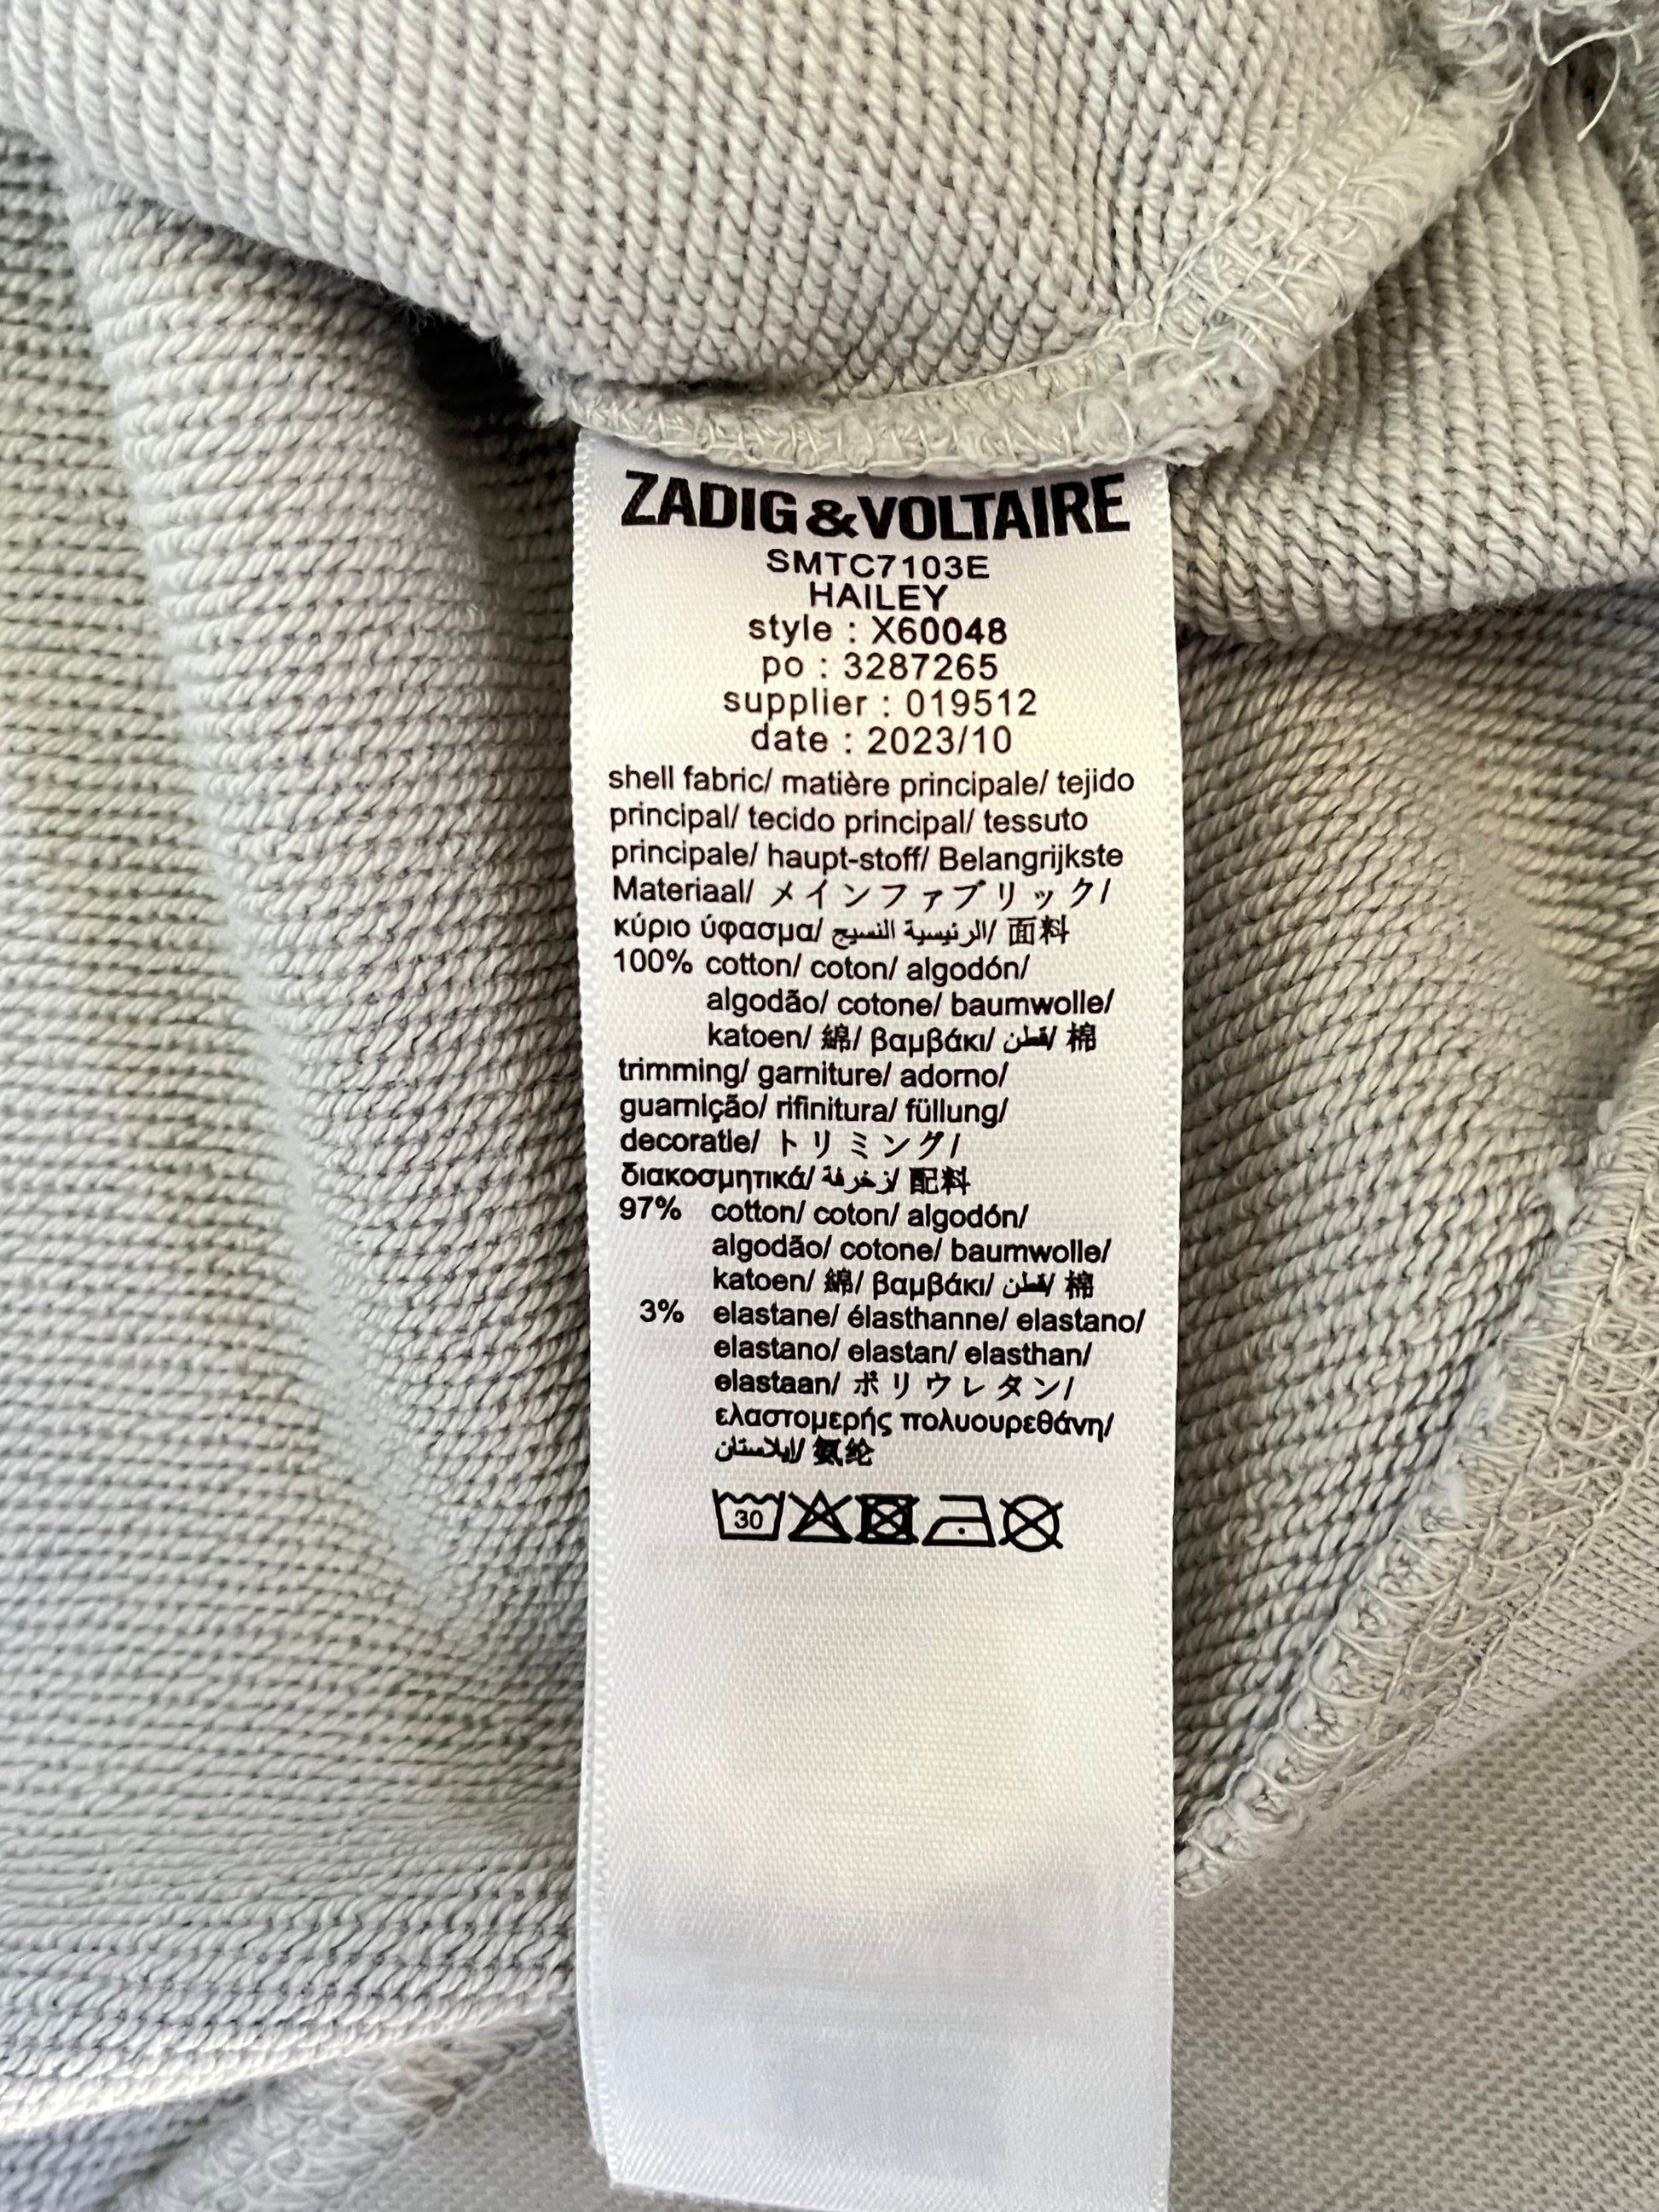 ZADIG&VOLTAIRE
SMTC7103E
HAILEY
style : X60048
po : 3287265
supplier : 019512
date : 2023/10
shell fabric/ matière principale/ tejido
principal/ tecido principal/ tessuto
principale/ haupt-stoff/ Belangrijkste
Materiaal/ メインファブリック/
κύριο ύφασμα/ الرئيسية النسيج/ 面料
100% cotton/ coton/ algodón/
algodão/ cotone/ baumwolle/
katoen/ 綿/ βαμβάκι/ قطن/ 棉
trimming/ garniture/ adorno/
guarnição/ rifinitura/ füllung/
decoratie/ トリミング/
διακοσμητικά/ زخرفة/ 配料
97% cotton/ coton/ algodón/
algodão/ cotone/ baumwolle/
katoen/ 綿/ βαμβάκι/ قطن/ 棉
3% elastane/ élasthanne/ elastano/
elastano/ elastan/ elasthan/
elastaan/ ポリウレタン/
ελαστομερής πολυουρεθάνη/
إيلاستان/ 氨纶
30